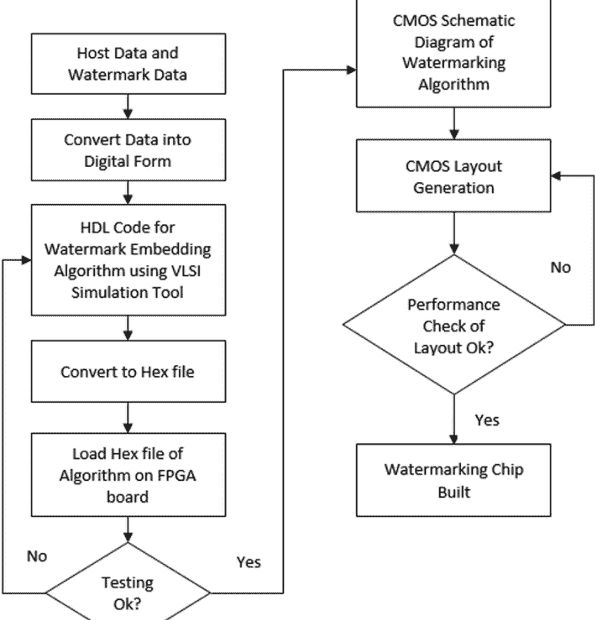 Host Data and
Watermark Data
Convert Data into
Digital Form
HDL Code for
Watermark Embedding
Algorithm using VLSI
Simulation Tool
Convert to Hex file
Load Hex file of
Algorithm on FPGA
board
No
Yes
Testing
Ok?
CMOS Schematic
Diagram of
Watermarking
Algorithm
CMOS Layout
Generation
No
Performance
Check of
Layout Ok?
Yes
Watermarking Chip
Built